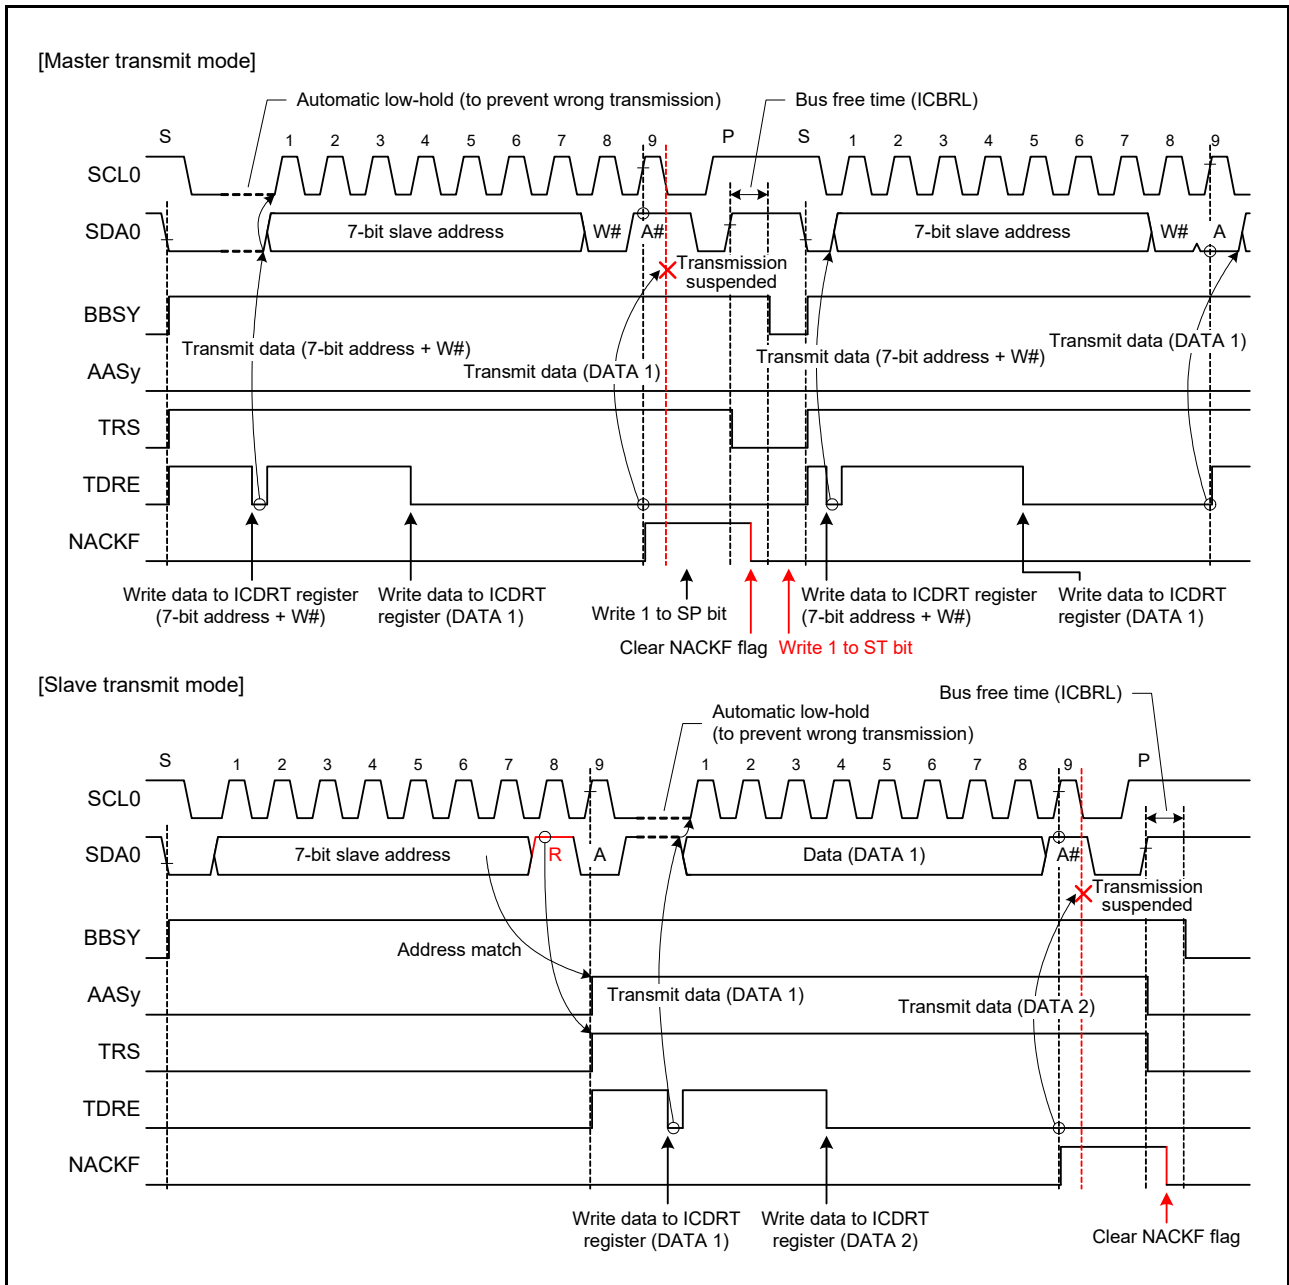 [Master transmit mode]
Automatic low-hold (to prevent wrong transmission)
Bus free time (ICBRL)
S 1 2 3 4 5 6 7 8 9 P S 1 2 3 4 5 6 7 8 9
SCL0
SDA0 7-bit slave address W# A# 7-bit slave address W# A
Transmission
suspended
BBSY
Transmit data (7-bit address + W#)
Transmit data (DATA 1)
Transmit data (7-bit address + W#)
Transmit data (DATA 1)
AASy
TRS
TDRE
NACKF
Write data to ICDRT register
(7-bit address + W#)
Write data to ICDRT
register (DATA 1)
Write 1 to SP bit
Clear NACKF flag
Write 1 to ST bit
Write data to ICDRT register
(7-bit address + W#)
Write data to ICDRT
register (DATA 1)
[Slave transmit mode]
Bus free time (ICBRL)
Automatic low-hold
(to prevent wrong transmission)
S 1 2 3 4 5 6 7 8 9 1 2 3 4 5 6 7 8 9 P
SCL0
SDA0 7-bit slave address R A Data (DATA 1) A#
Transmission
suspended
BBSY
Address match
AASy
Transmit data (DATA 1)
Transmit data (DATA 2)
TRS
TDRE
NACKF
Write data to ICDRT
register (DATA 1)
Write data to ICDRT
register (DATA 2)
Clear NACKF flag